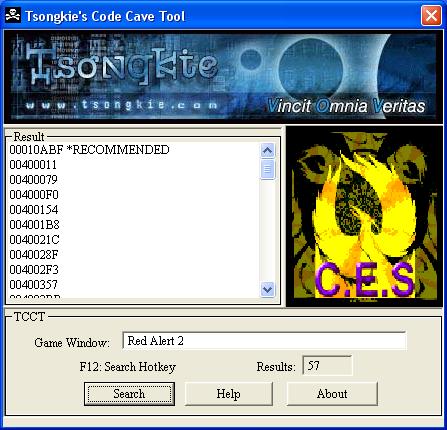 Tsongkie's Code Cave Tool
Tsongkie
www.tsongkie.com
Vincit Omnia Veritas
Result
00010ABF *RECOMMENDED
00400011
00400079
004000F0
00400154
004001B8
0040021C
0040028F
004002F3
00400357
C.E.S
TCCT
Game Window: Red Alert 2
F12: Search Hotkey Results: 57
Search Help About